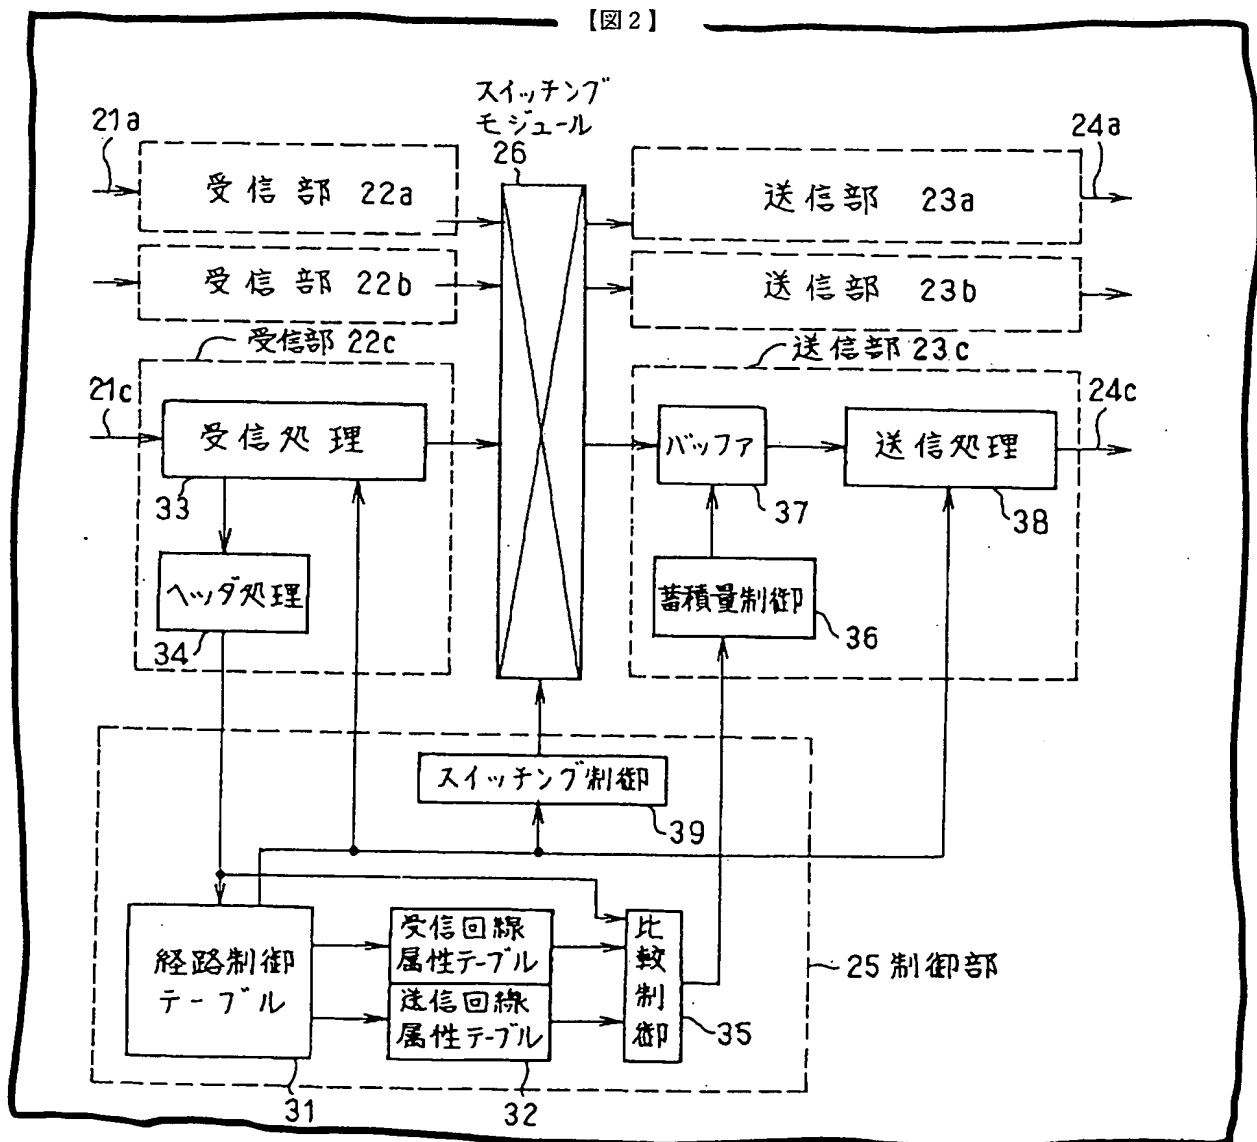 【図2】
スイッチング
モジュール
26
21a
受信部 22a
送信部 23a
24a
受信部 22b
送信部 23b
受信部 22c
送信部 23c
21c
受信処理
33
バッファ
37
送信処理
38
24c
ヘッダ処理
34
蓄積量制御
36
スイッチング制御
39
経路制御
テーブル
31
受信回線
属性テーブル
送信回線
属性テーブル
32
比較制御
35
25 制御部